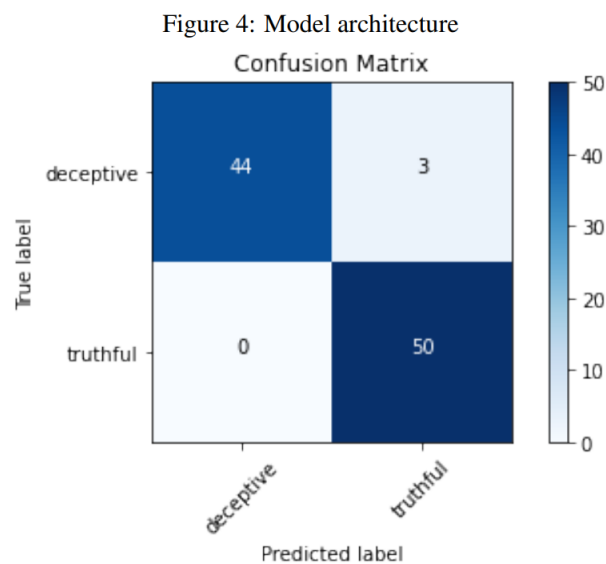 Figure 4: Model architecture
Confusion Matrix
50
deceptive 44 3
40
30
True label
20
truthful 0 50
10
0
deceptive truthful
Predicted label